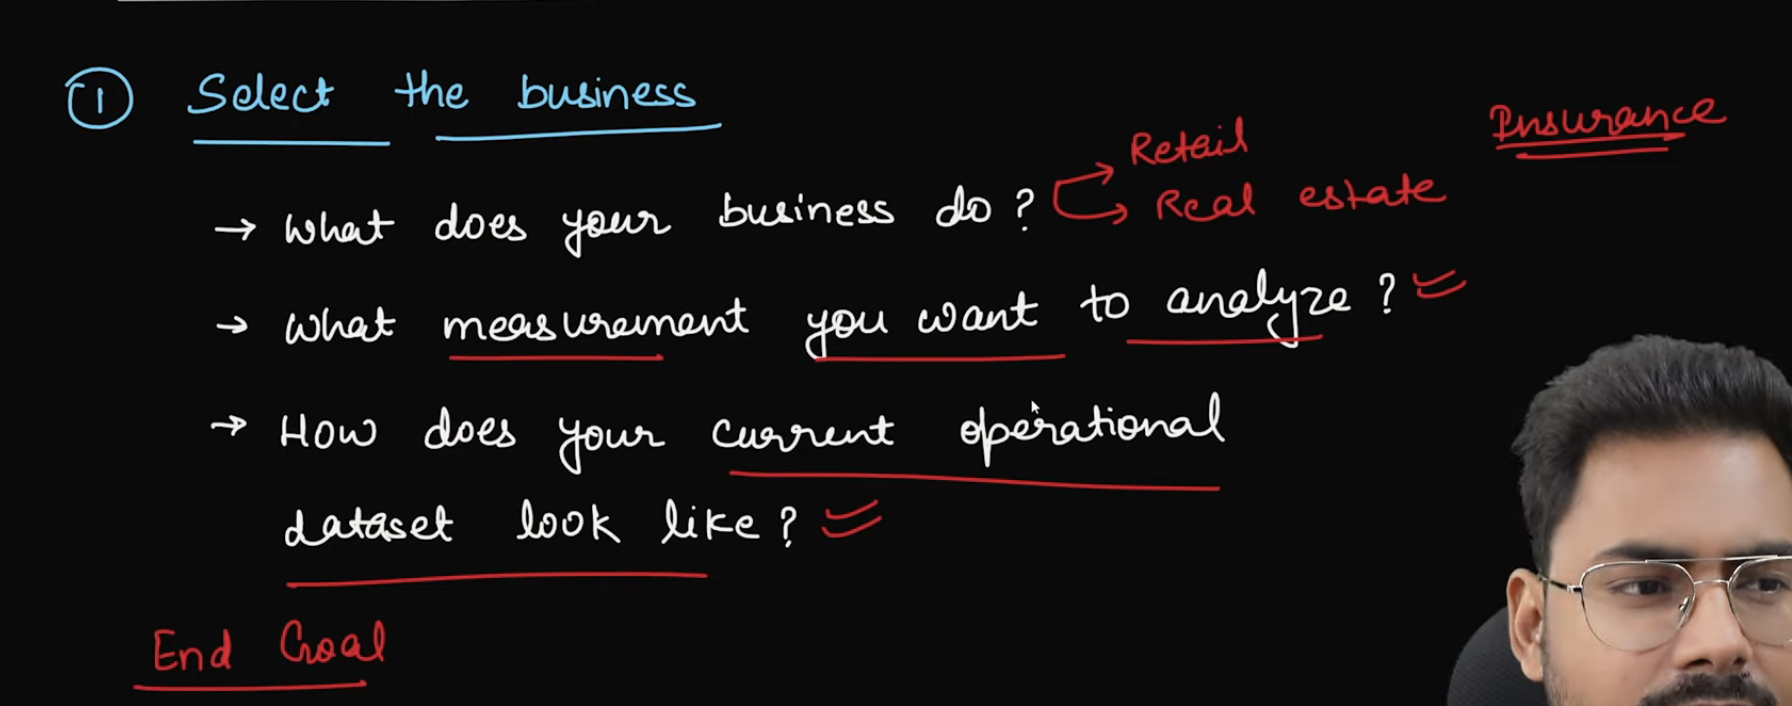 1 Select the business
Insurance
→ What does your business do? → Retail
→ Real estate
→ What measurement you want to analyze?
→ How does your current operational
dataset look like?
End Goal